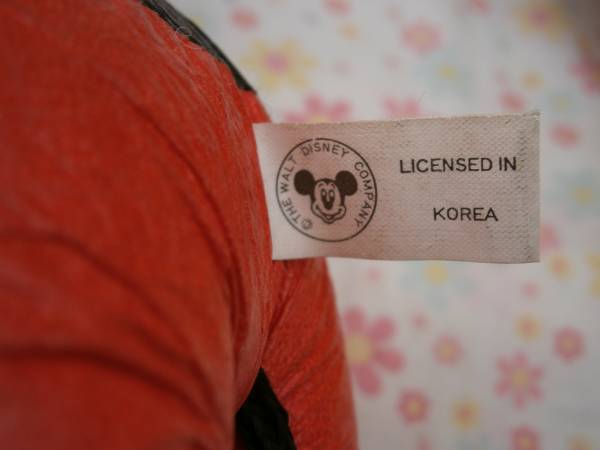 ©THE WALT DISNEY COMPANY
LICENSED IN
KOREA